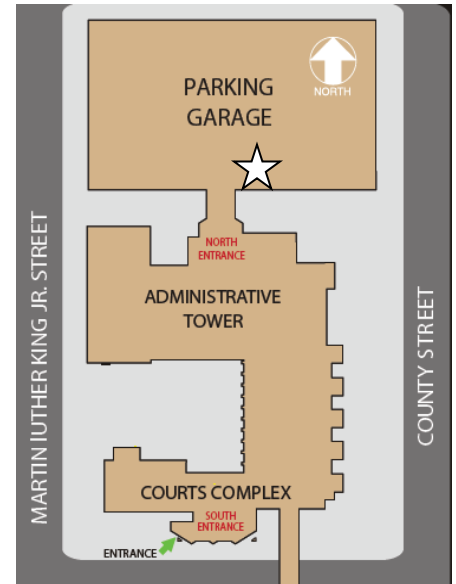 PARKING
GARAGE
NORTH
NORTH
ENTRANCE
ADMINISTRATIVE
TOWER
MARTIN lUTHER KING JR. STREET
COUNTY STREET
COURTS COMPLEX
SOUTH
ENTRANCE
ENTRANCE